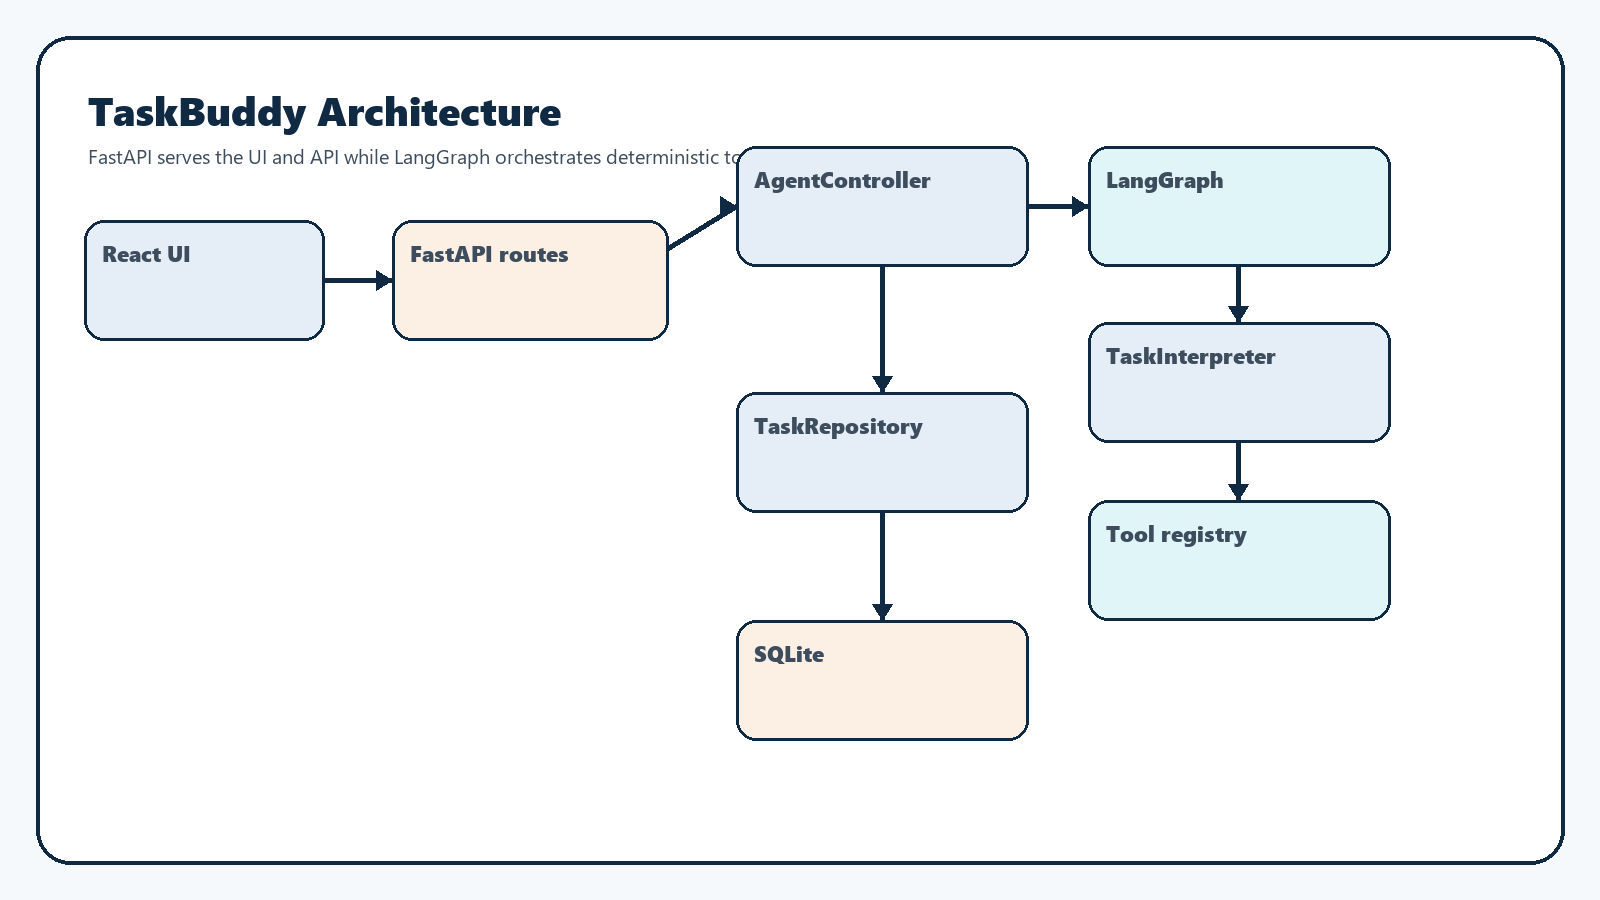 TaskBuddy Architecture
FastAPI serves the UI and API while LangGraph orchestrates deterministic
AgentController
LangGraph
React UI
FastAPI routes
TaskInterpreter
TaskRepository
Tool registry
SQLite